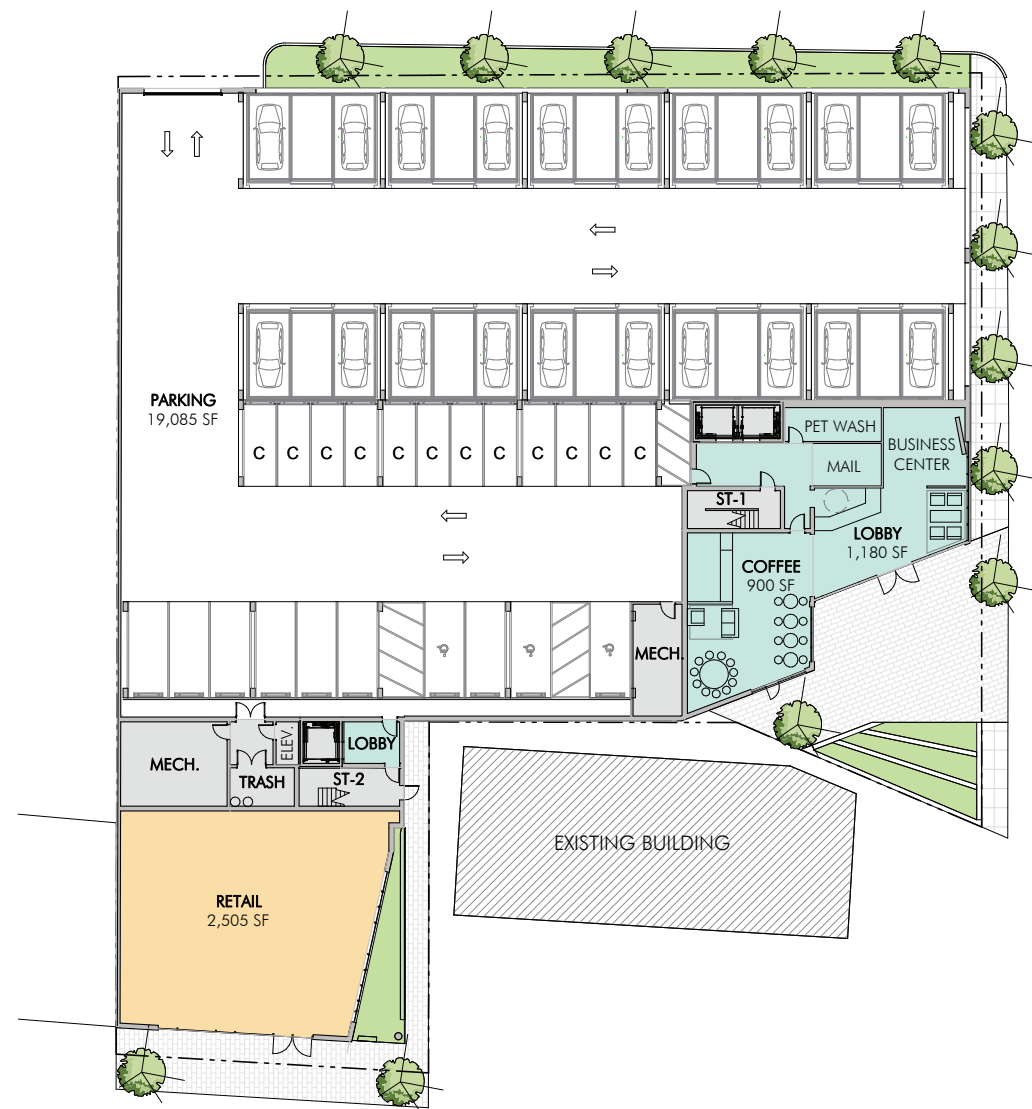 PARKING
19,085 SF
C C C C C C C C C C C C
PET WASH
BUSINESS
CENTER
MAIL
ST-1
LOBBY
1,180 SF
COFFEE
900 SF
MECH.
MECH.
ELEV.
LOBBY
TRASH
ST-2
EXISTING BUILDING
RETAIL
2,505 SF